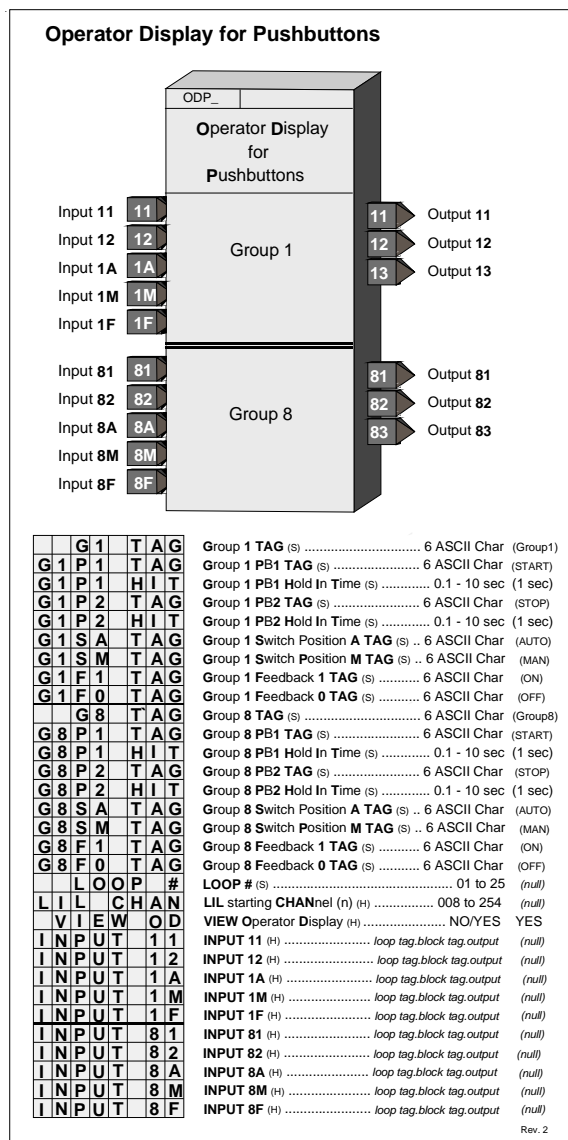 Operator Display for Pushbuttons
ODP_
Operator Display
for
Pushbuttons
Input 11 11
Input 12 12
Input 1A 1A
Input 1M 1M
Input 1F 1F
Group 1
11 Output 11
12 Output 12
13 Output 13
Input 81 81
Input 82 82
Input 8A 8A
Input 8M 8M
Input 8F 8F
Group 8
81 Output 81
82 Output 82
83 Output 83
G1 TAG Group 1 TAG (S) ............................... 6 ASCII Char (Group1)
G1P1 TAG Group 1 PB1 TAG (S) ....................... 6 ASCII Char (START)
G1P1 HIT Group 1 PB1 Hold In Time (S) ............ 0.1 - 10 sec (1 sec)
G1P2 TAG Group 1 PB2 TAG (S) ....................... 6 ASCII Char (STOP)
G1P2 HIT Group 1 PB2 Hold In Time (S) ............ 0.1 - 10 sec (1 sec)
G1SA TAG Group 1 Switch Position A TAG (S) .. 6 ASCII Char (AUTO)
G1SM TAG Group 1 Switch Position M TAG (S) .. 6 ASCII Char (MAN)
G1F1 TAG Group 1 Feedback 1 TAG (S) ............ 6 ASCII Char (ON)
G1F0 TAG Group 1 Feedback 0 TAG (S) ............ 6 ASCII Char (OFF)
G8 TAG Group 8 TAG (S) ............................... 6 ASCII Char (Group8)
G8P1 TAG Group 8 PB1 TAG (S) ....................... 6 ASCII Char (START)
G8P1 HIT Group 8 PB1 Hold In Time (S) ............ 0.1 - 10 sec (1 sec)
G8P2 TAG Group 8 PB2 TAG (S) ....................... 6 ASCII Char (STOP)
G8P2 HIT Group 8 PB2 Hold In Time (S) ............ 0.1 - 10 sec (1 sec)
G8SA TAG Group 8 Switch Position A TAG (S) .. 6 ASCII Char (AUTO)
G8SM TAG Group 8 Switch Position M TAG (S) .. 6 ASCII Char (MAN)
G8F1 TAG Group 8 Feedback 1 TAG (S) ............ 6 ASCII Char (ON)
G8F0 TAG Group 8 Feedback 0 TAG (S) ............ 6 ASCII Char (OFF)
LOOP # LOOP # (S) ................................................ 01 to 25 (null)
LIL CHAN LIL starting CHANnel (n) (H) .................. 008 to 254 (null)
VIEW OD VIEW Operator Display (H) ..................... NO/YES YES
INPUT 11 INPUT 11 (H) ...................... loop tag.block tag.output (null)
INPUT 12 INPUT 12 (H) ...................... loop tag.block tag.output (null)
INPUT 1A INPUT 1A (H) ...................... loop tag.block tag.output (null)
INPUT 1M INPUT 1M (H) ...................... loop tag.block tag.output (null)
INPUT 1F INPUT 1F (H) ...................... loop tag.block tag.output (null)
INPUT 81 INPUT 81 (H) ...................... loop tag.block tag.output (null)
INPUT 82 INPUT 82 (H) ...................... loop tag.block tag.output (null)
INPUT 8A INPUT 8A (H) ...................... loop tag.block tag.output (null)
INPUT 8M INPUT 8M (H) ...................... loop tag.block tag.output (null)
INPUT 8F INPUT 8F (H) ...................... loop tag.block tag.output (null)
Rev. 2